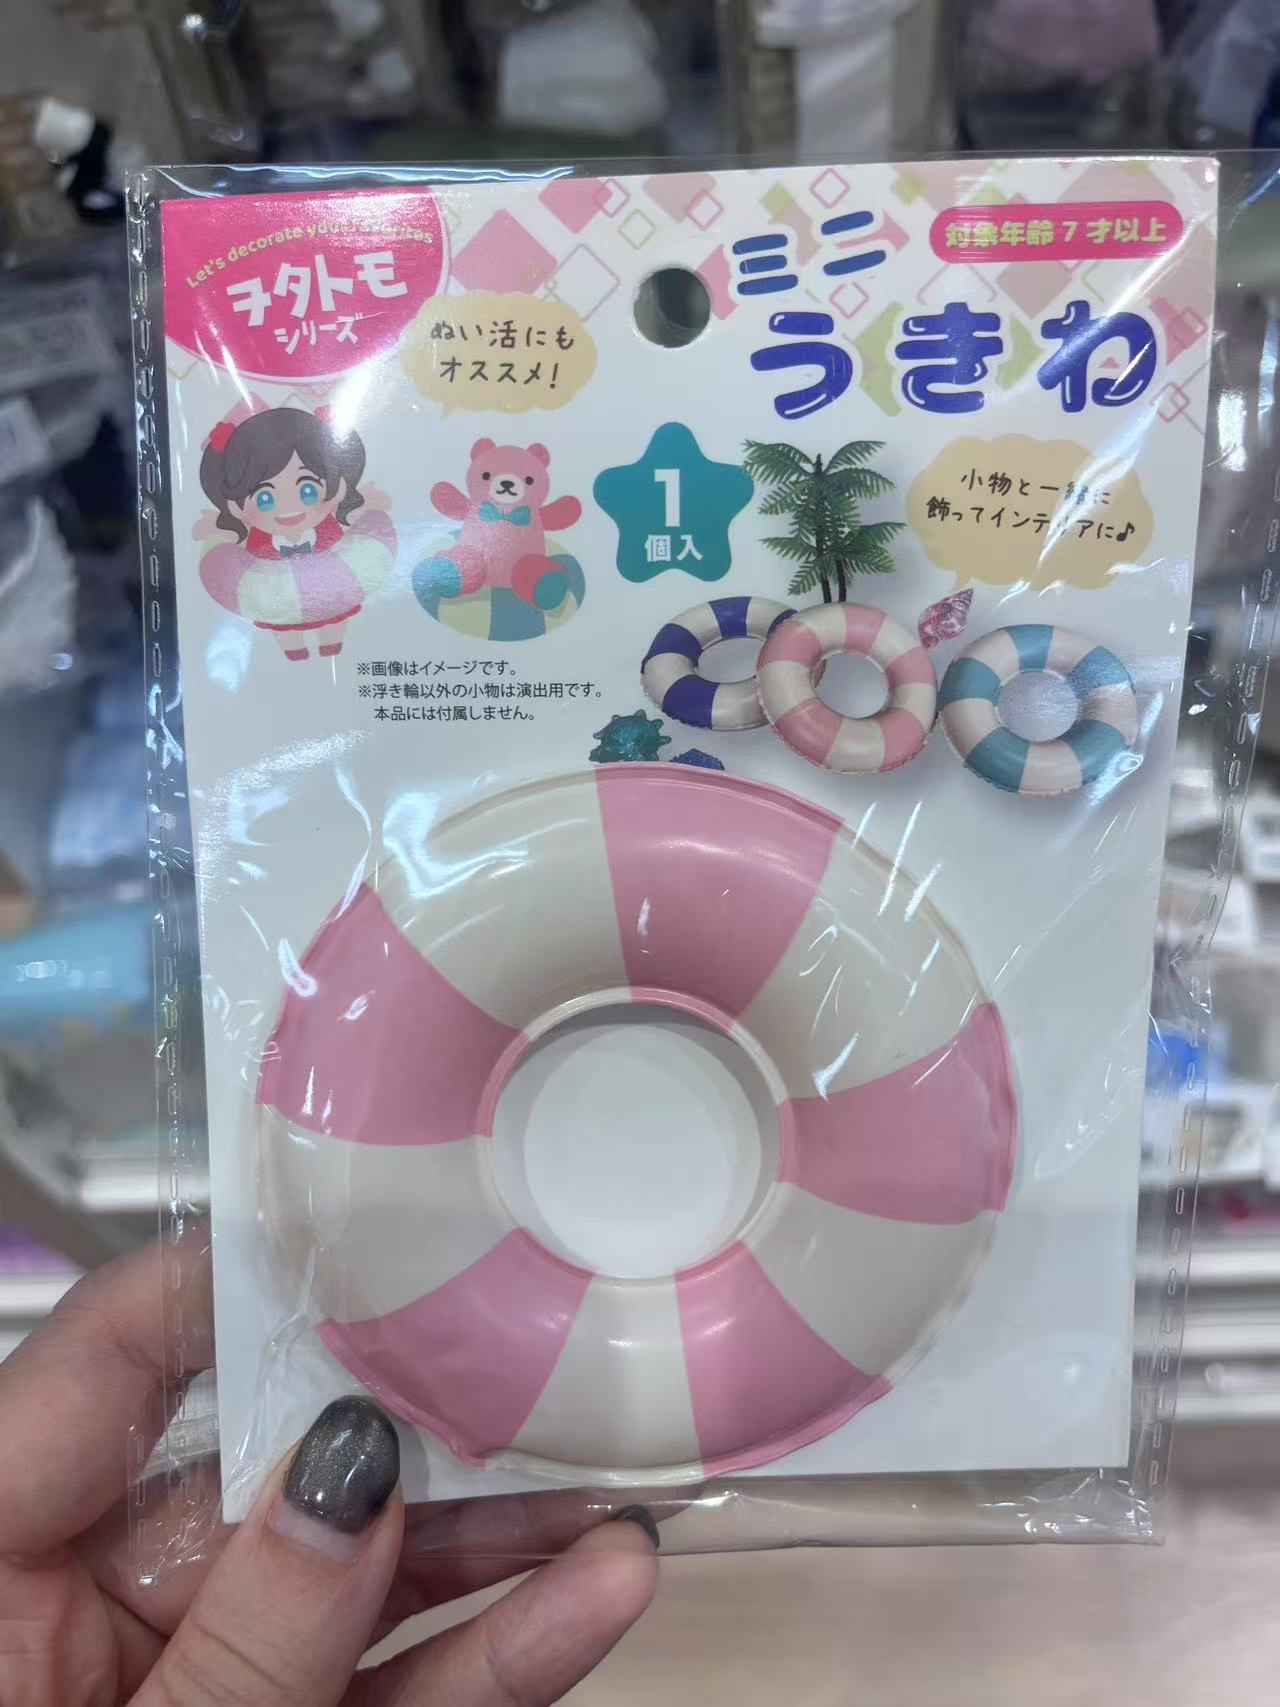 Let's decorate your favorites
ヲタトモ
シリーズ
ぬい活にも
オススメ!
ミニ
うきわ
対象年齢 7 才以上
1
個入
小物と一緒に
飾ってインテリアに♪
※画像はイメージです。
※浮き輪以外の小物は演出用です。
本品には付属しません。